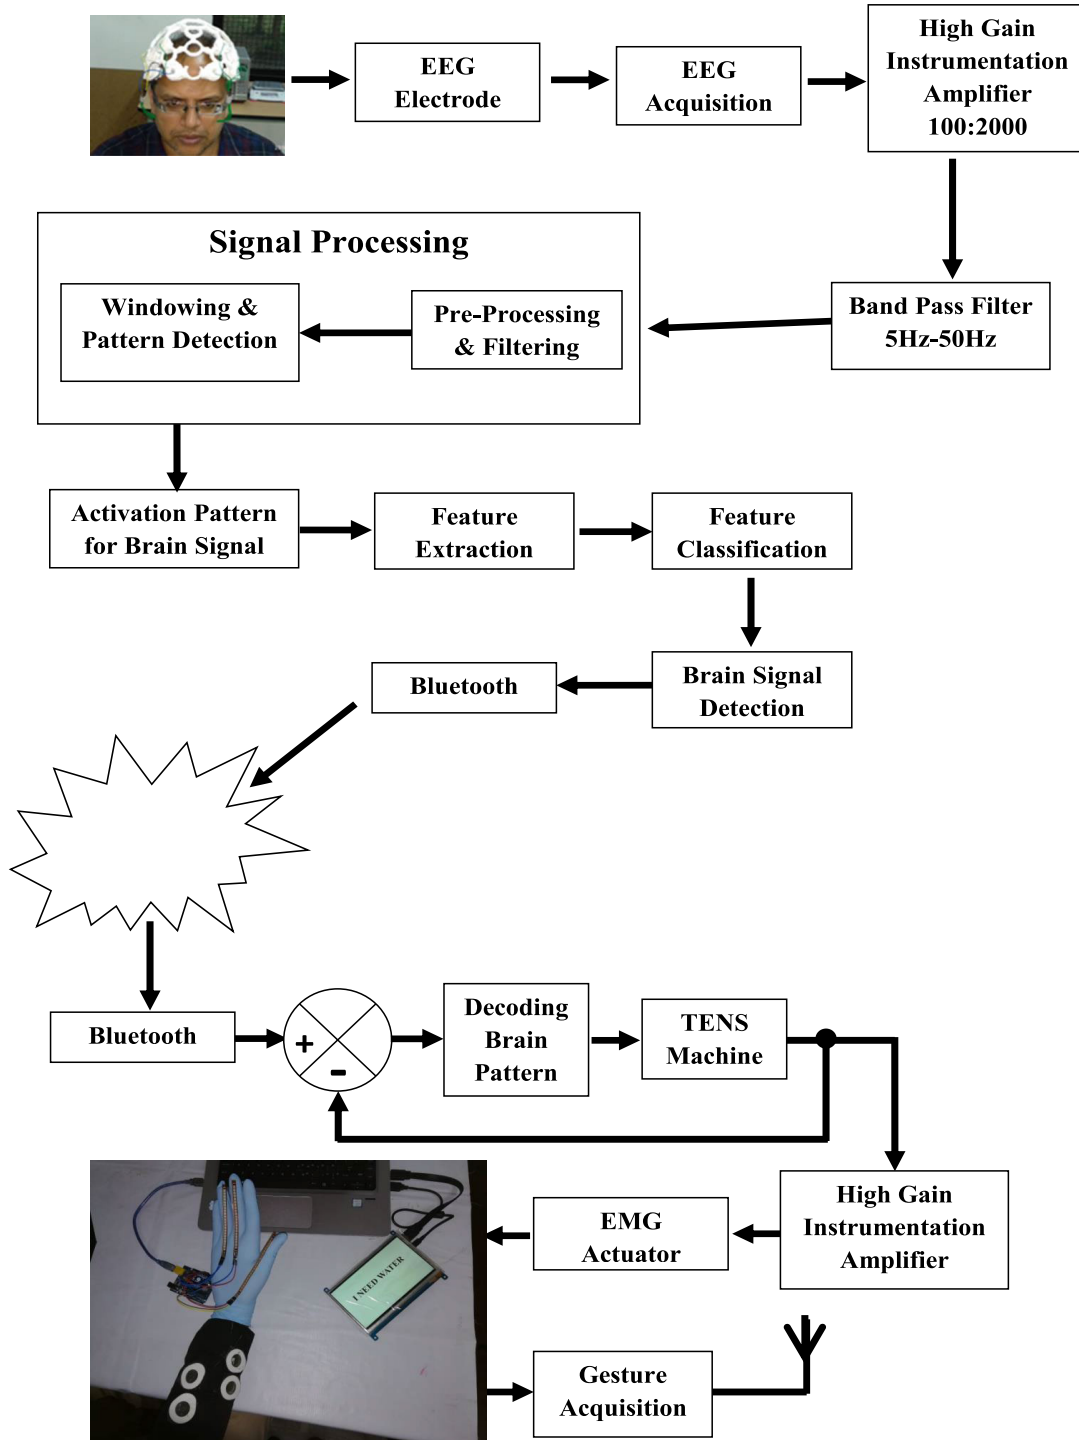 EEG
Electrode
EEG
Acquisition
High Gain
Instrumentation
Amplifier
100:2000
Signal Processing
Windowing &
Pattern Detection
Pre-Processing
& Filtering
Band Pass Filter
5Hz-50Hz
Activation Pattern
for Brain Signal
Feature
Extraction
Feature
Classification
Bluetooth
Brain Signal
Detection
Bluetooth
+
-
Decoding
Brain
Pattern
TENS
Machine
High Gain
Instrumentation
Amplifier
EMG
Actuator
I NEED WATER
Gesture
Acquisition